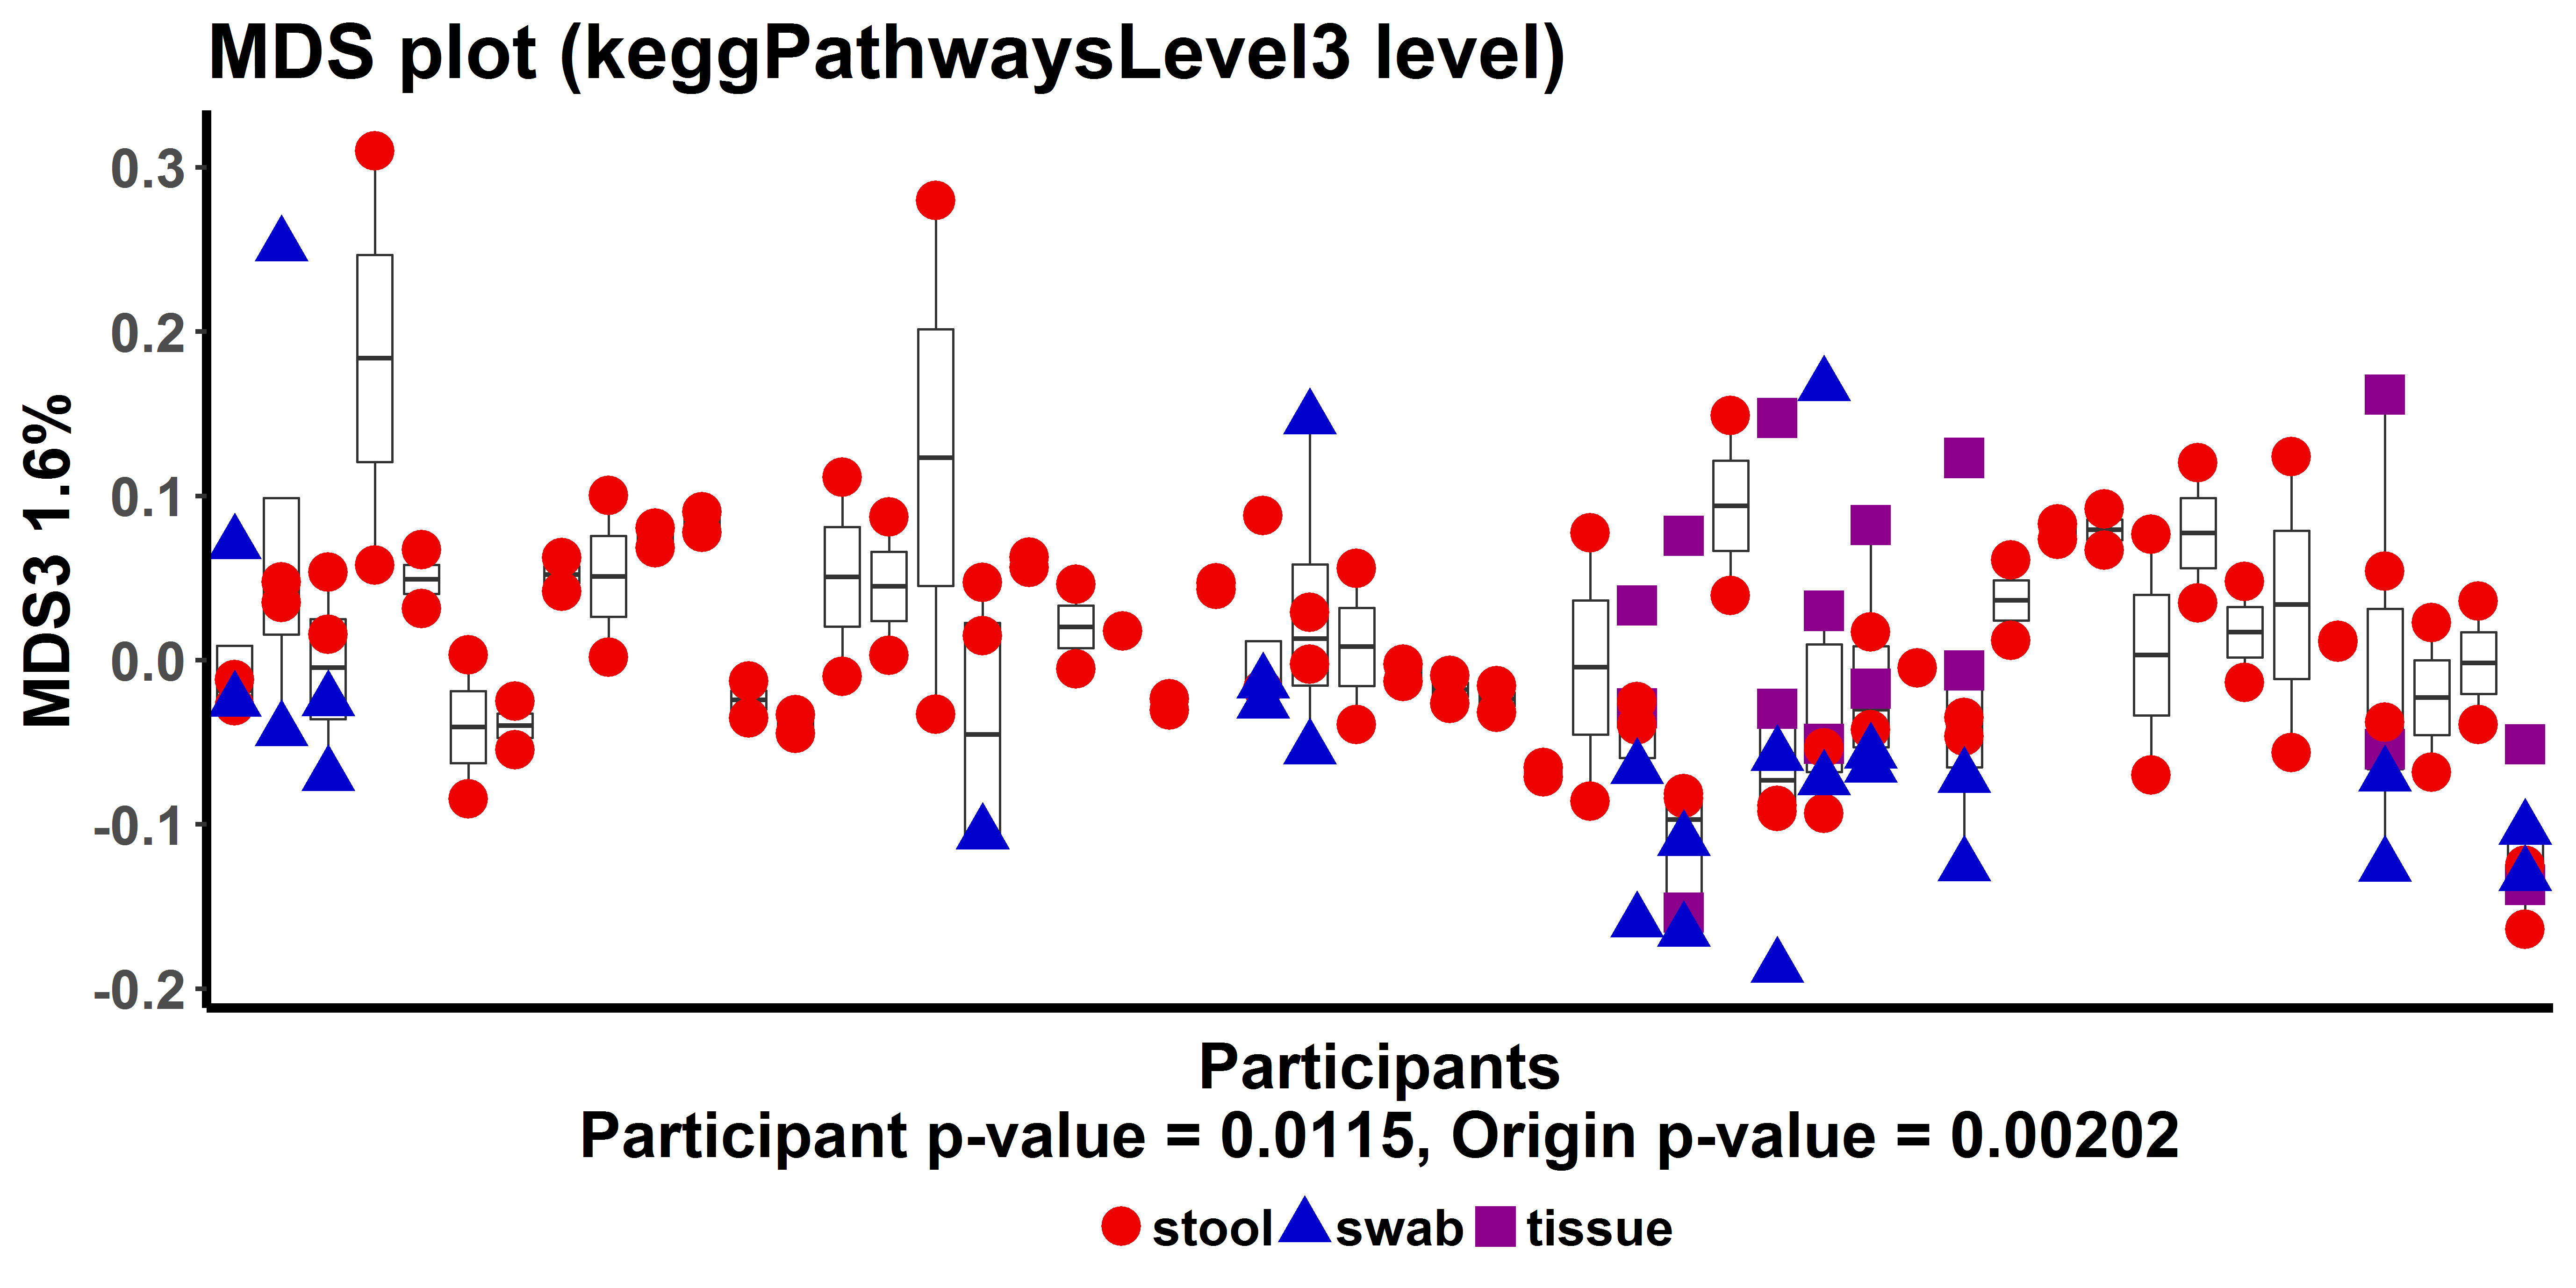 MDS plot (keggPathwaysLevel3 level)
MDS3 1.6%
0.3
0.2
0.1
0.0
-0.1
-0.2
Participants
Participant p-value = 0.0115, Origin p-value = 0.00202
stool swab tissue